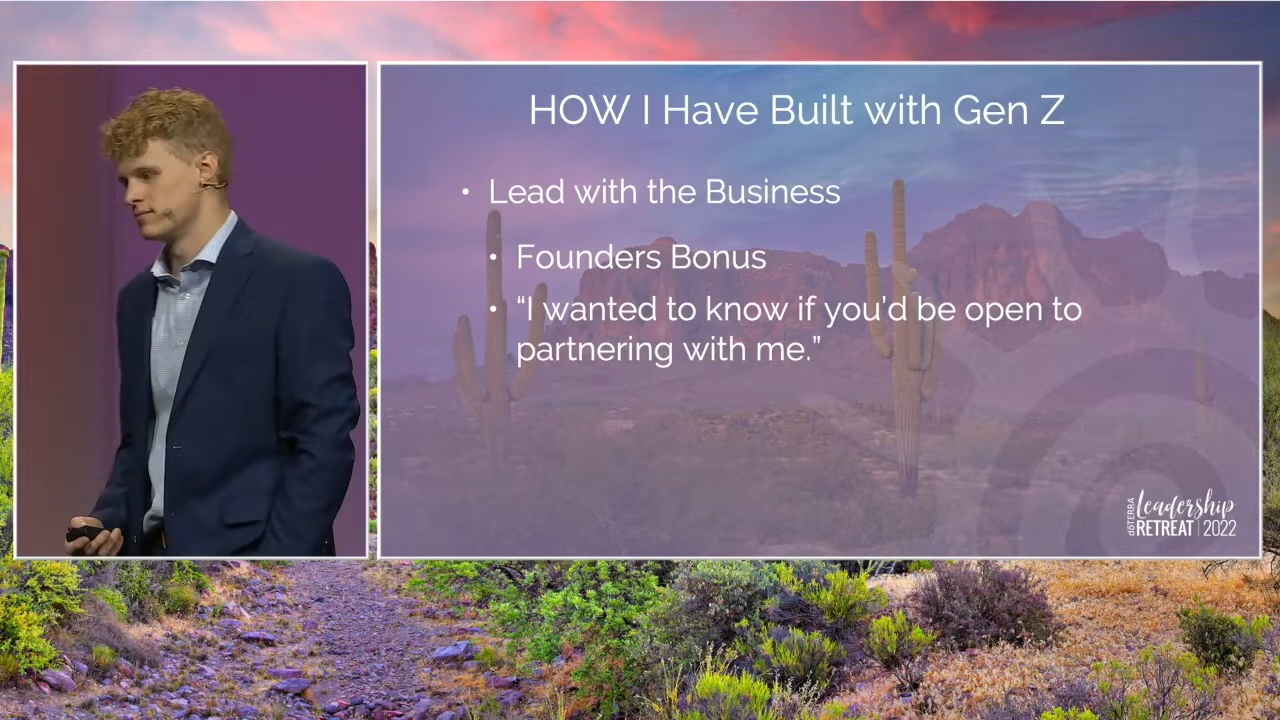 HOW I Have Built with Gen Z
• Lead with the Business
• Founders Bonus
• “I wanted to know if you’d be open to
partnering with me.”
dōTERRA
Leadership
RETREAT | 2022